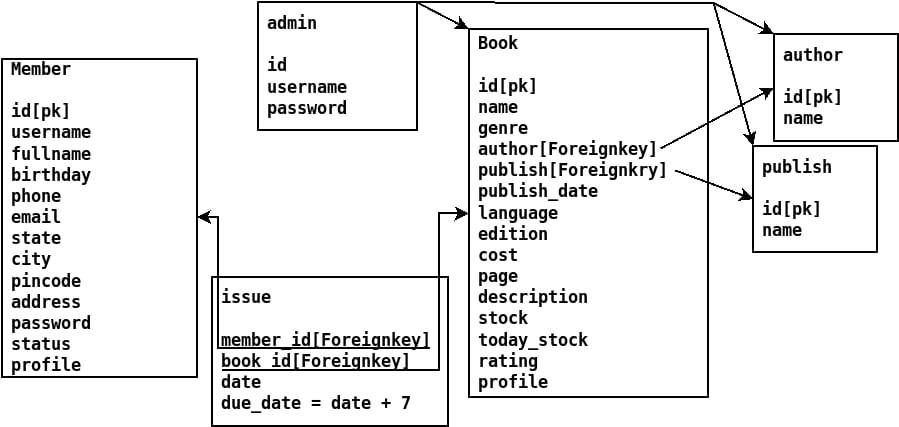 admin
id
username
password
Member
id[pk]
username
fullname
birthday
phone
email
state
city
pincode
address
password
status
profile
issue
member_id[Foreignkey]
book_id[Foreignkey]
date
due_date = date + 7
Book
id[pk]
name
genre
author[Foreignkey]
publish[Foreignkry]
publish_date
language
edition
cost
page
description
stock
today_stock
rating
profile
author
id[pk]
name
publish
id[pk]
name